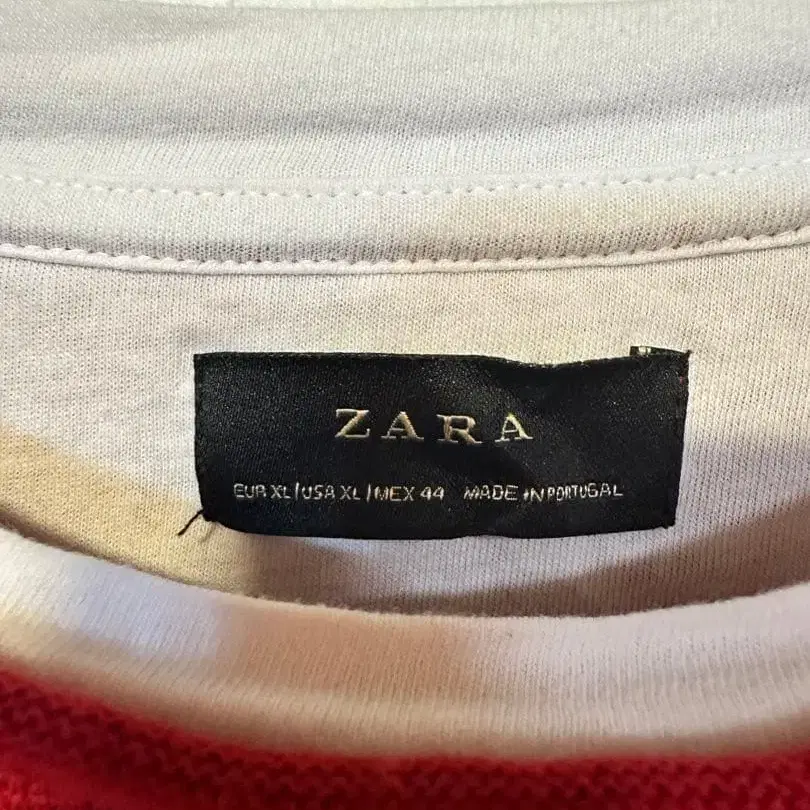 ZARA
EUR XL | USA XL | MEX 44 MADE IN PORTUGAL